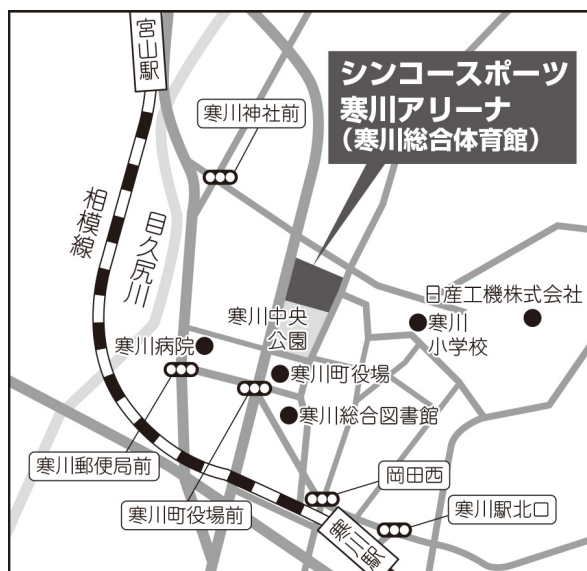 宮山駅
シンコースポーツ
寒川アリーナ
(寒川総合体育館)
寒川神社前
相模線
目久尻川
日産工機株式会社
寒川中央
公園
寒川
小学校
寒川病院
寒川町役場
寒川総合図書館
寒川郵便局前
岡田西
寒川町役場前
寒川駅北口
寒川駅